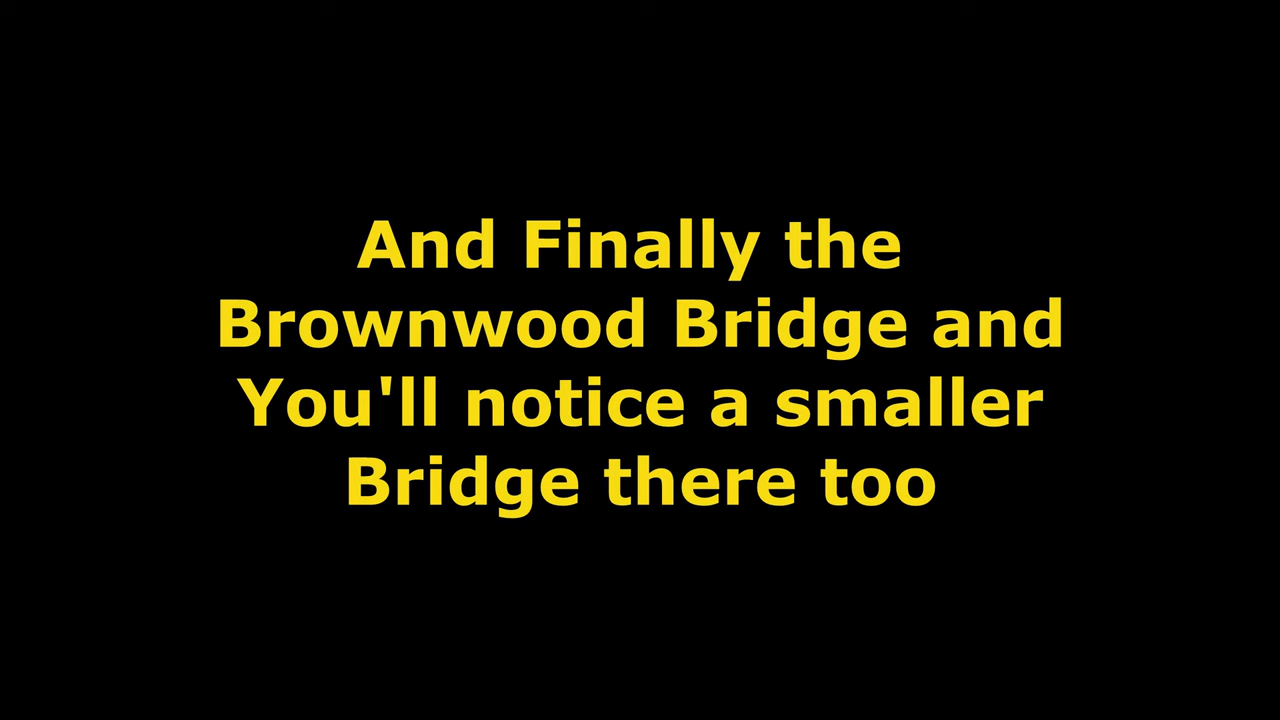 And Finally the
Brownwood Bridge and
You'll notice a smaller
Bridge there too